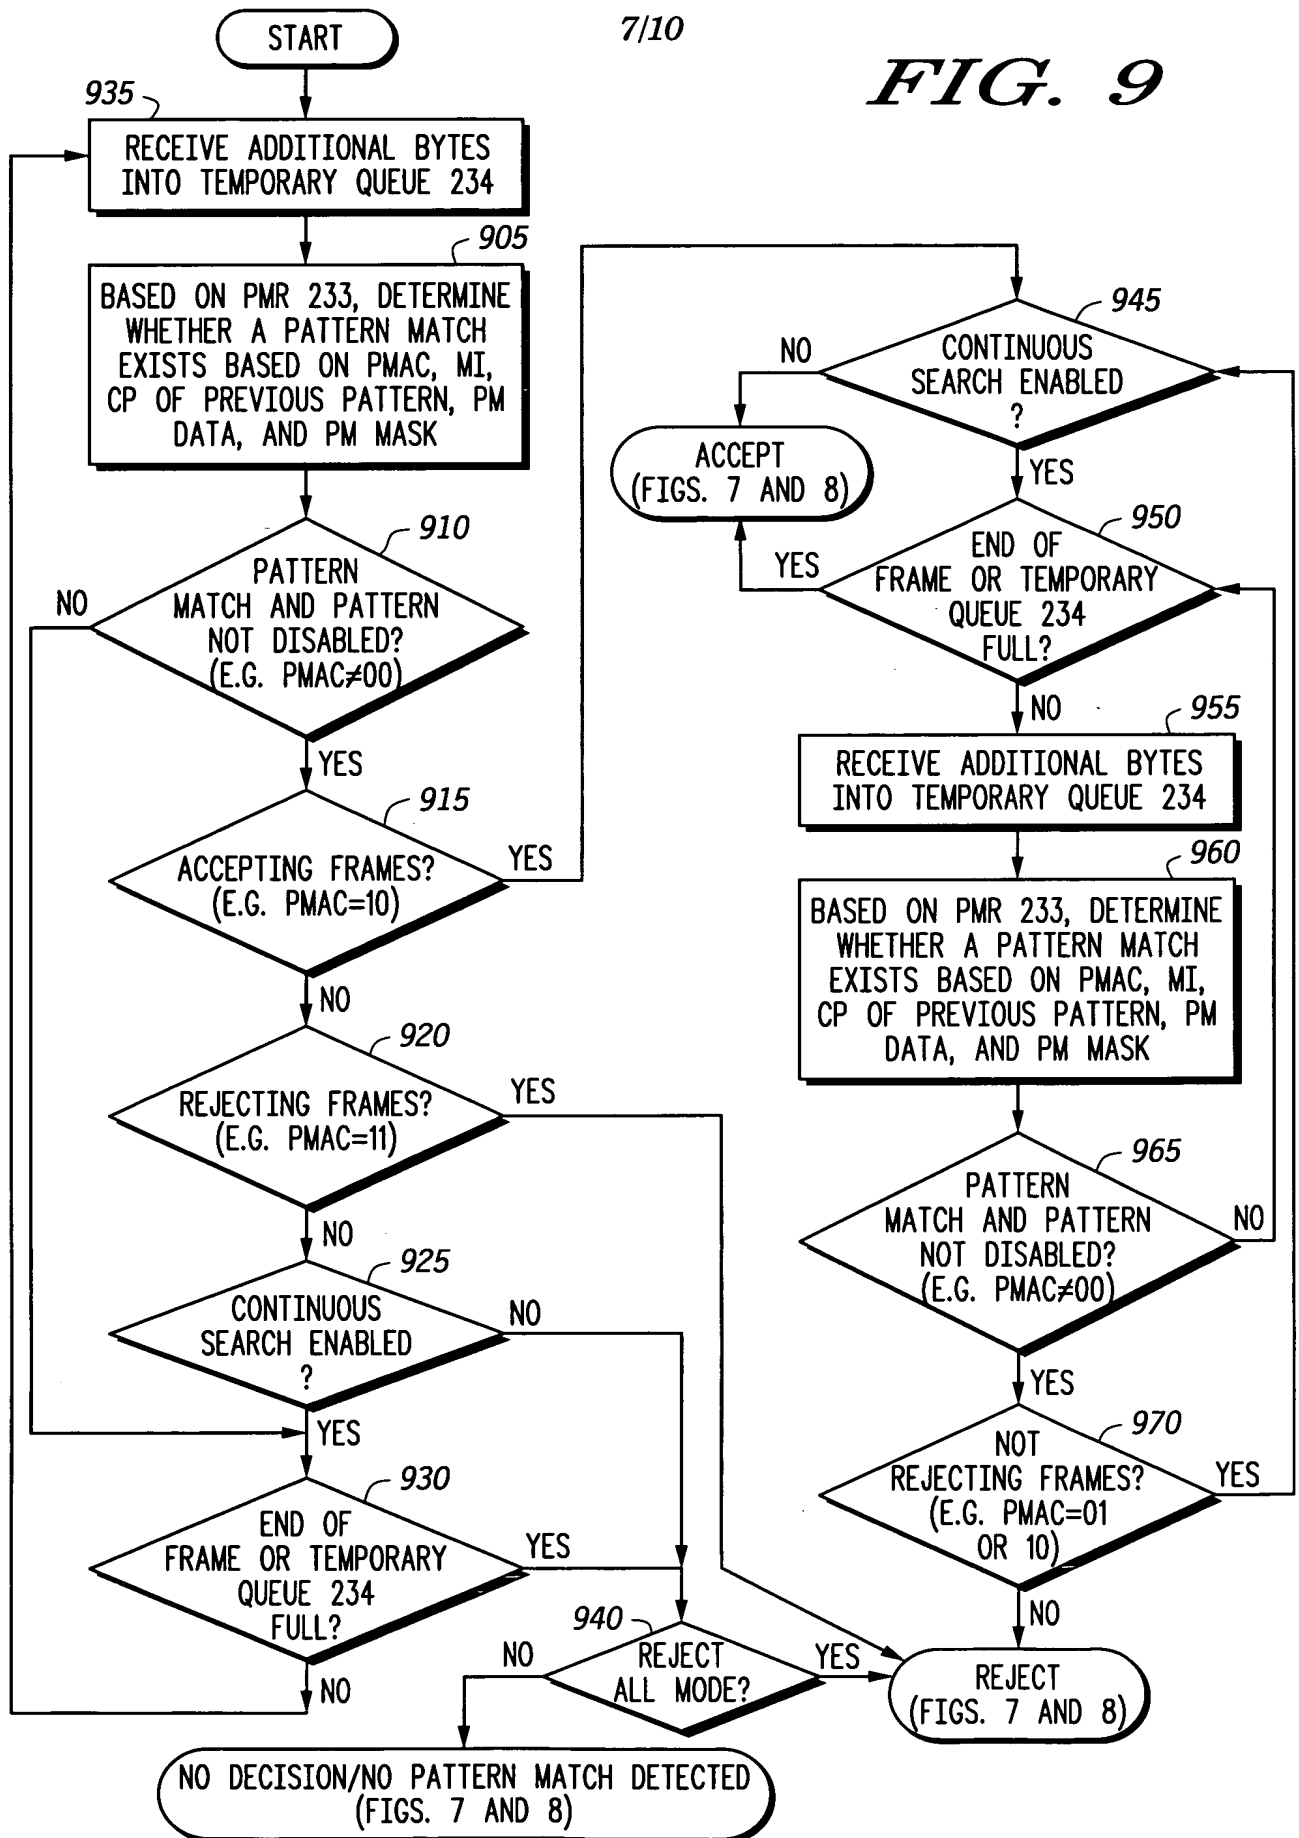 7/10
FIG. 9
START
935
RECEIVE ADDITIONAL BYTES
INTO TEMPORARY QUEUE 234
905
BASED ON PMR 233, DETERMINE
WHETHER A PATTERN MATCH
EXISTS BASED ON PMAC, MI,
CP OF PREVIOUS PATTERN, PM
DATA, AND PM MASK
910
PATTERN
MATCH AND PATTERN
NOT DISABLED?
(E.G. PMAC≠00)
NO
YES
915
ACCEPTING FRAMES?
(E.G. PMAC=10)
YES
NO
920
REJECTING FRAMES?
(E.G. PMAC=11)
YES
NO
925
CONTINUOUS
SEARCH ENABLED
?
NO
YES
930
END OF
FRAME OR TEMPORARY
QUEUE 234
FULL?
YES
NO
940
REJECT
ALL MODE?
NO
YES
NO DECISION/NO PATTERN MATCH DETECTED
(FIGS. 7 AND 8)
945
CONTINUOUS
SEARCH ENABLED
?
NO
YES
ACCEPT
(FIGS. 7 AND 8)
950
END OF
FRAME OR TEMPORARY
QUEUE 234
FULL?
YES
NO
955
RECEIVE ADDITIONAL BYTES
INTO TEMPORARY QUEUE 234
960
BASED ON PMR 233, DETERMINE
WHETHER A PATTERN MATCH
EXISTS BASED ON PMAC, MI,
CP OF PREVIOUS PATTERN, PM
DATA, AND PM MASK
965
PATTERN
MATCH AND PATTERN
NOT DISABLED?
(E.G. PMAC≠00)
NO
YES
970
NOT
REJECTING FRAMES?
(E.G. PMAC=01
OR 10)
YES
NO
REJECT
(FIGS. 7 AND 8)